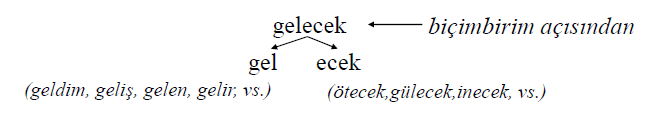 gelecek biçimbirim açısından
gel ecek
(geldim, geliş, gelen, gelir, vs.) (ötecek,gülecek,inecek, vs.)